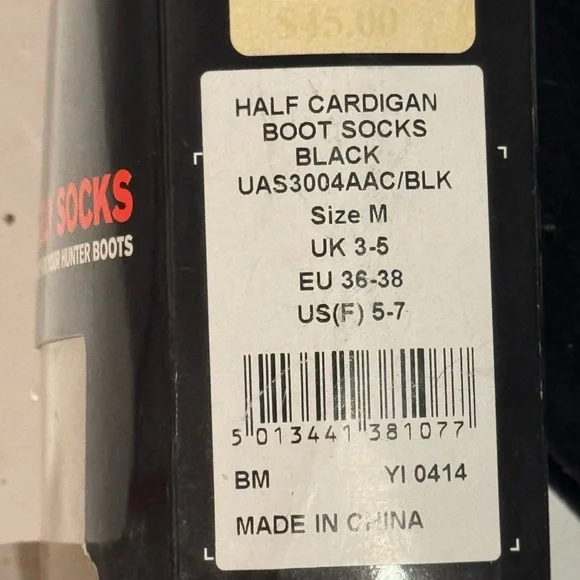 $45.00
HALF CARDIGAN
BOOT SOCKS
BLACK
UAS3004AAC/BLK
Size M
UK 3-5
EU 36-38
US(F) 5-7
5 013441 381077
BM YI 0414
MADE IN CHINA
SOCKS
YOUR HUNTER BOOTS